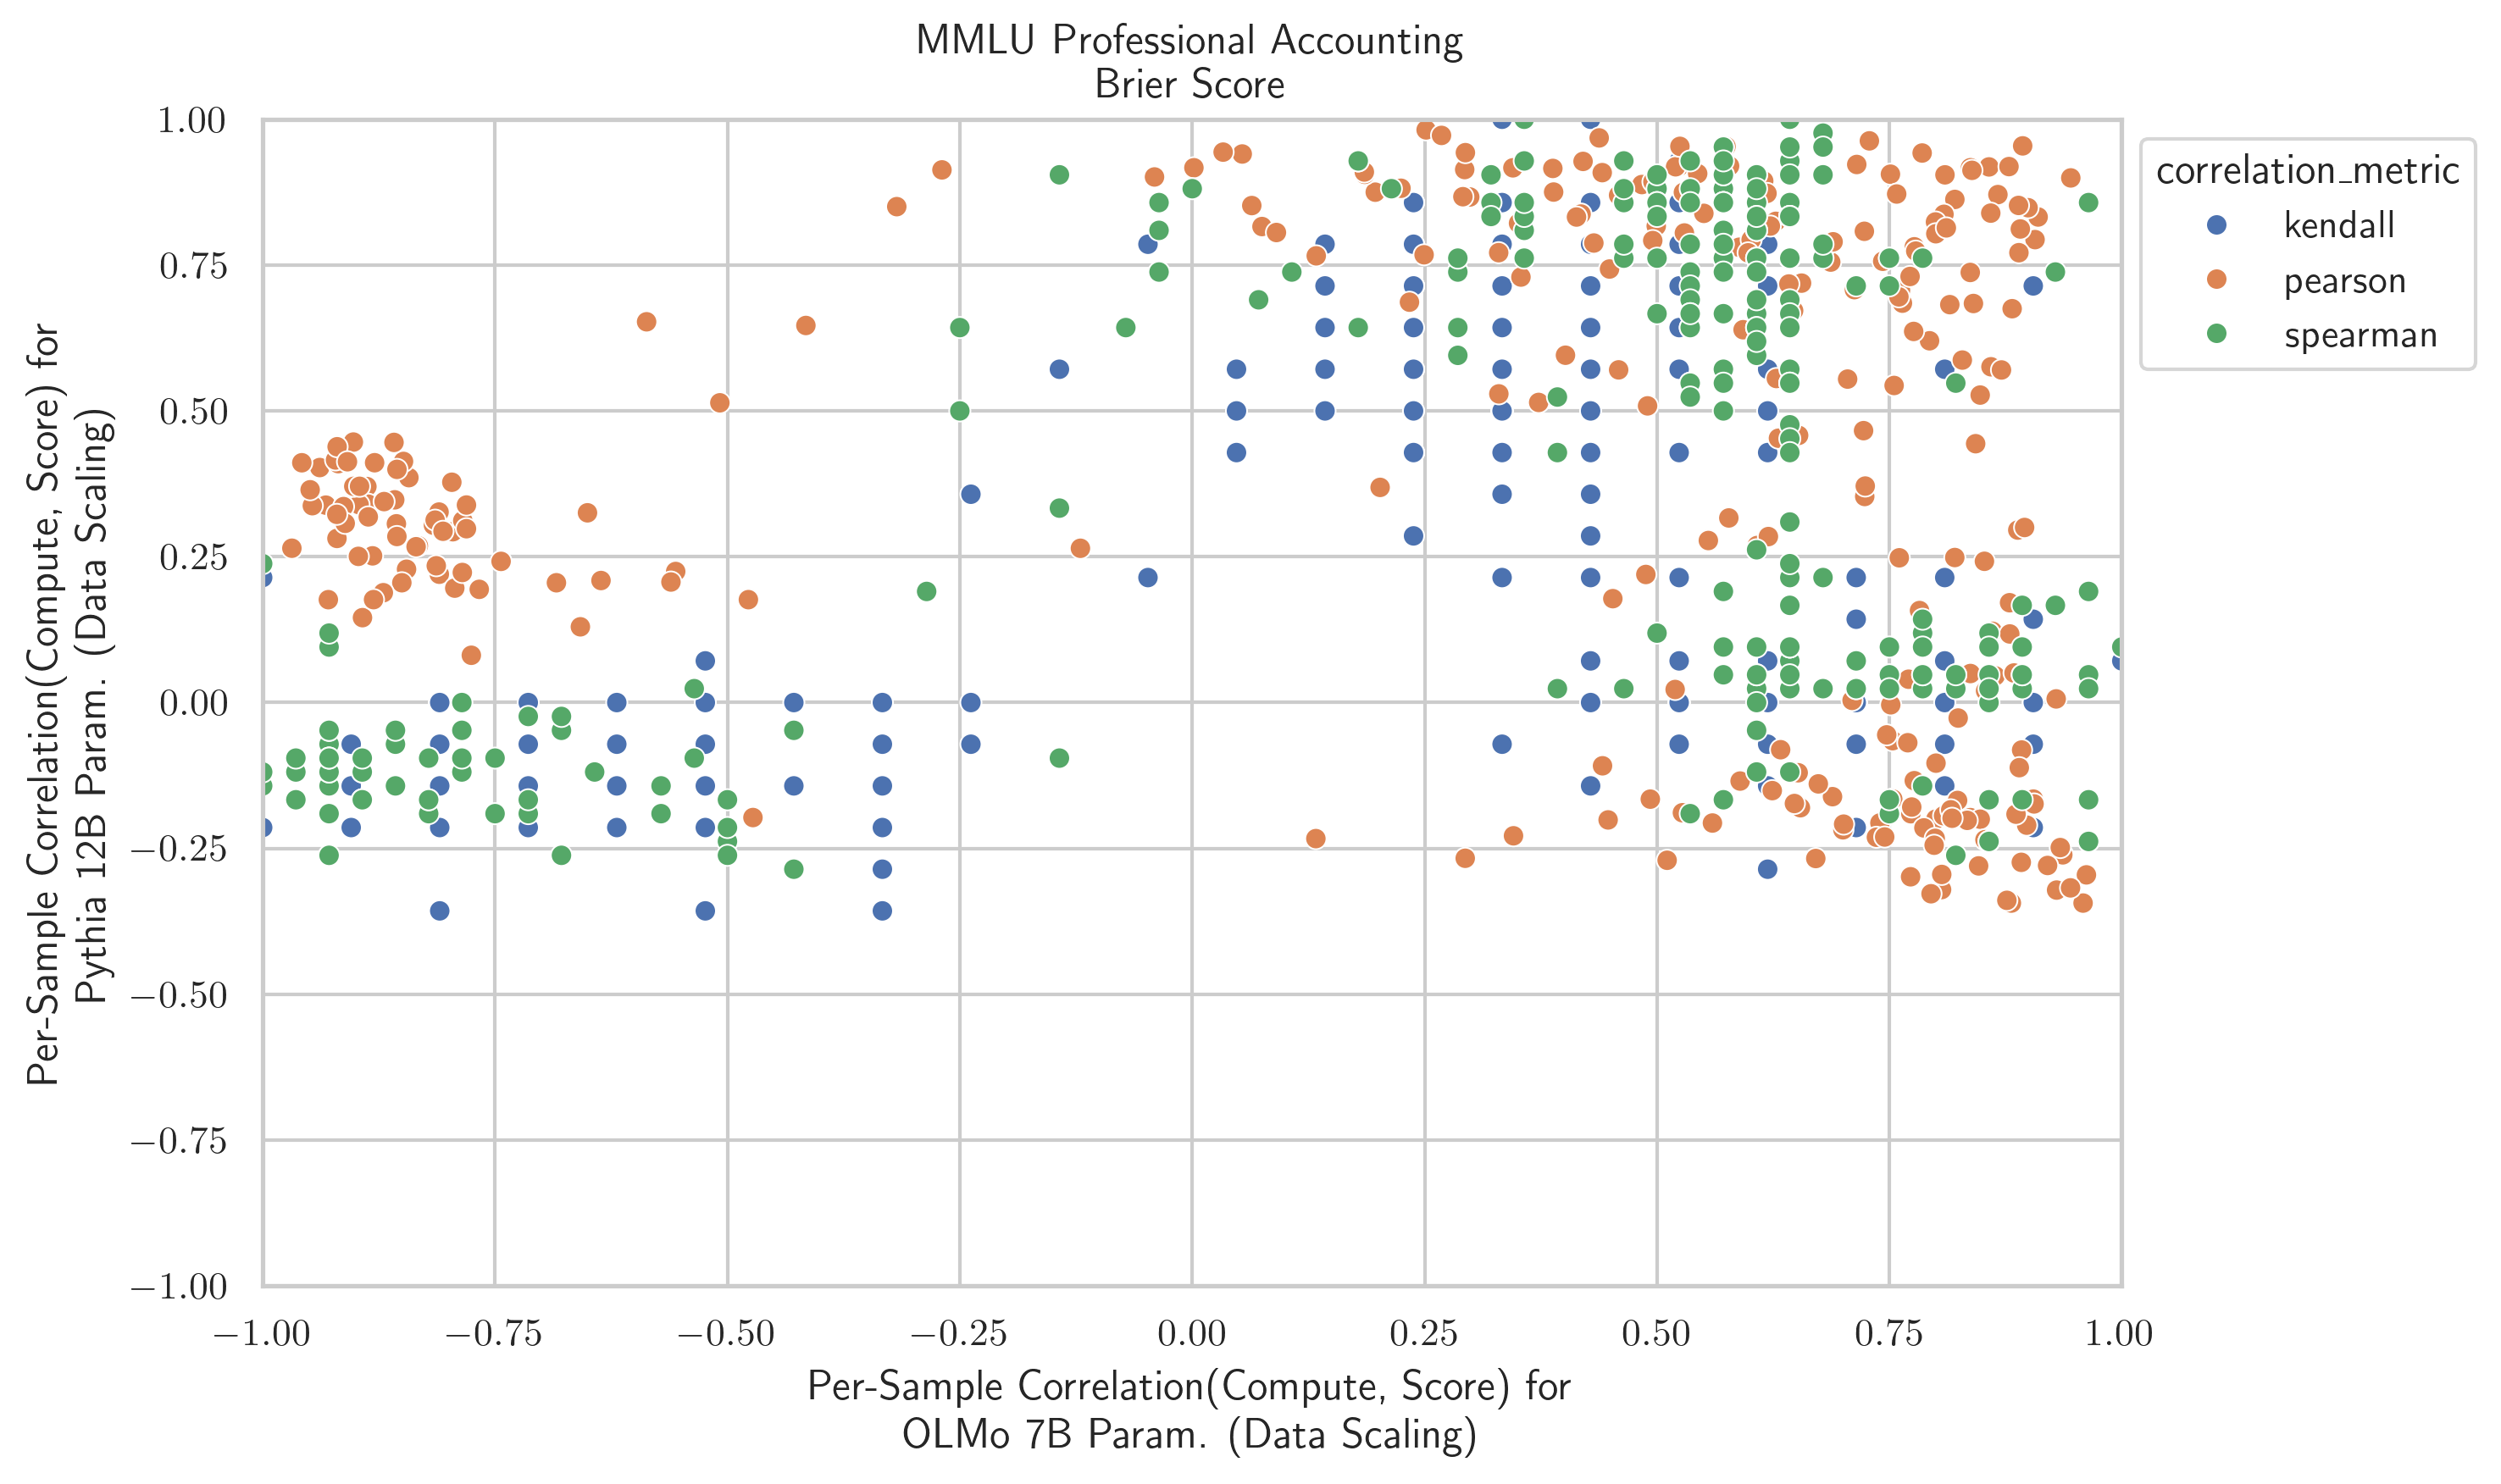 MMLU Professional Accounting
Brier Score
Per-Sample Correlation(Compute, Score) for
Pythia 12B Param. (Data Scaling)
1.00
0.75
0.50
0.25
0.00
−0.25
−0.50
−0.75
−1.00
−1.00 −0.75 −0.50 −0.25 0.00 0.25 0.50 0.75 1.00
Per-Sample Correlation(Compute, Score) for
OLMo 7B Param. (Data Scaling)
correlation_metric
kendall
pearson
spearman